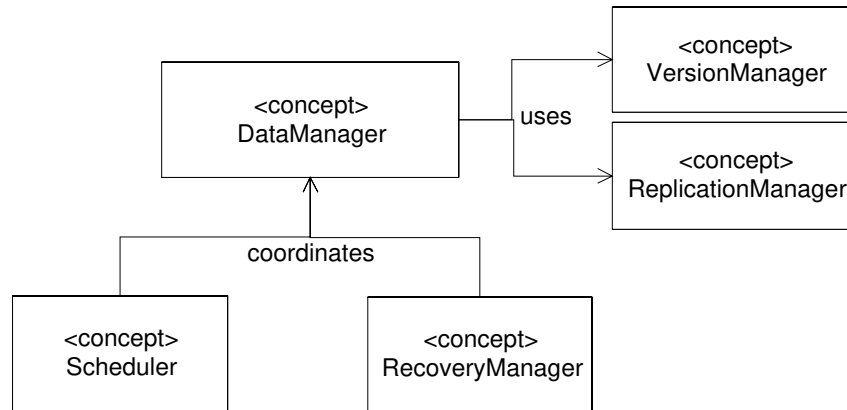 <concept>
VersionManager
<concept>
DataManager
uses
<concept>
ReplicationManager
coordinates
<concept>
Scheduler
<concept>
RecoveryManager